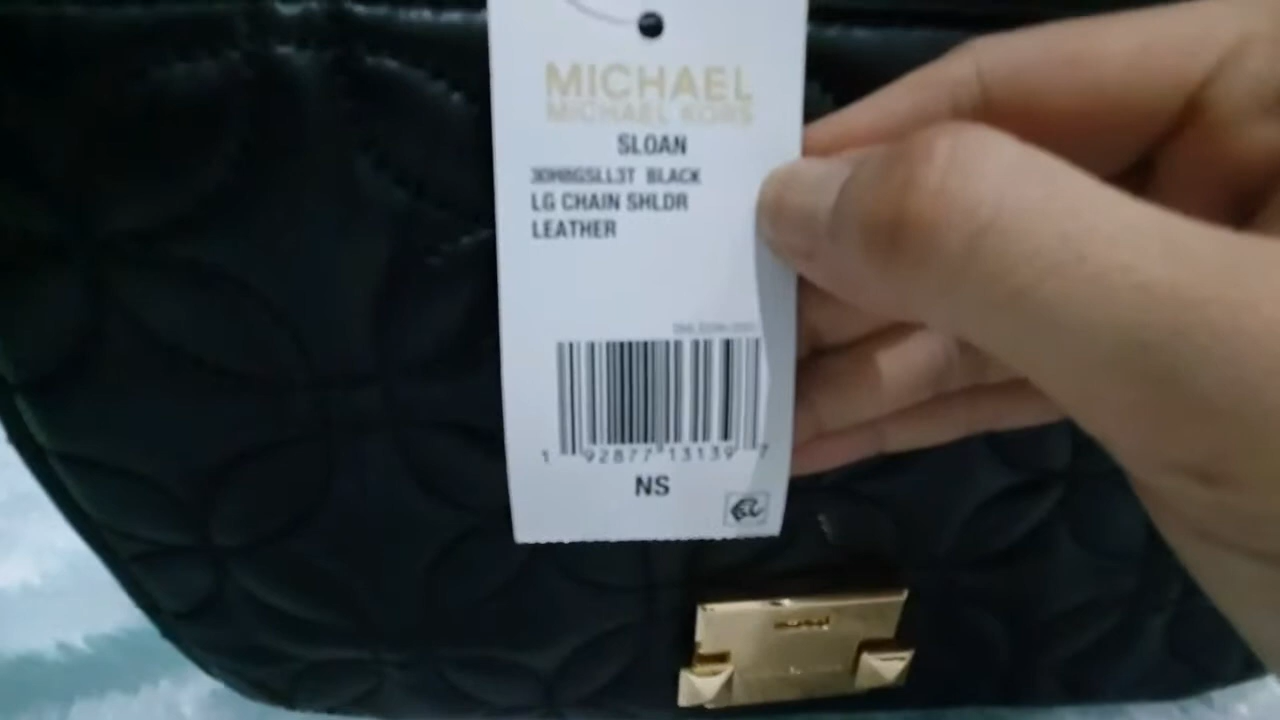 MICHAEL
MICHAEL KORS
SLOAN
30H8GSLL3T BLACK
LG CHAIN SHLDR
LEATHER
1 92877 13139 7
NS